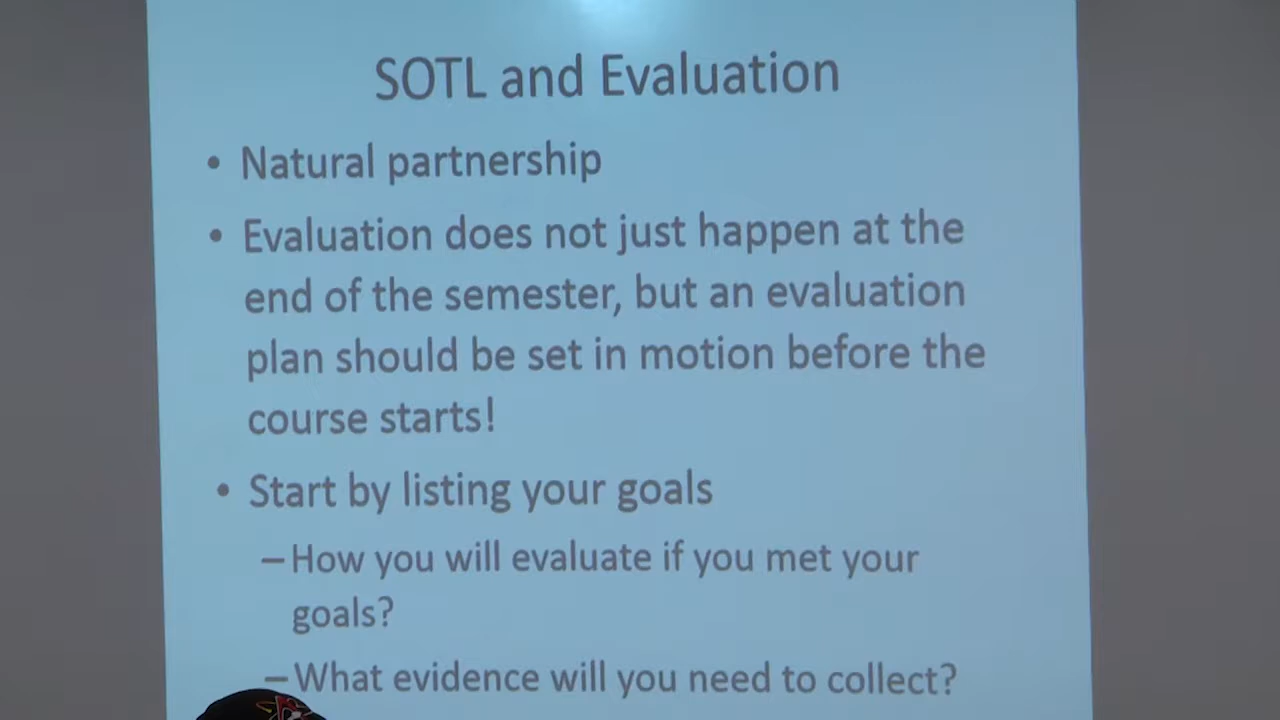 SOTL and Evaluation
• Natural partnership
• Evaluation does not just happen at the
end of the semester, but an evaluation
plan should be set in motion before the
course starts!
• Start by listing your goals
–How you will evaluate if you met your
goals?
–What evidence will you need to collect?